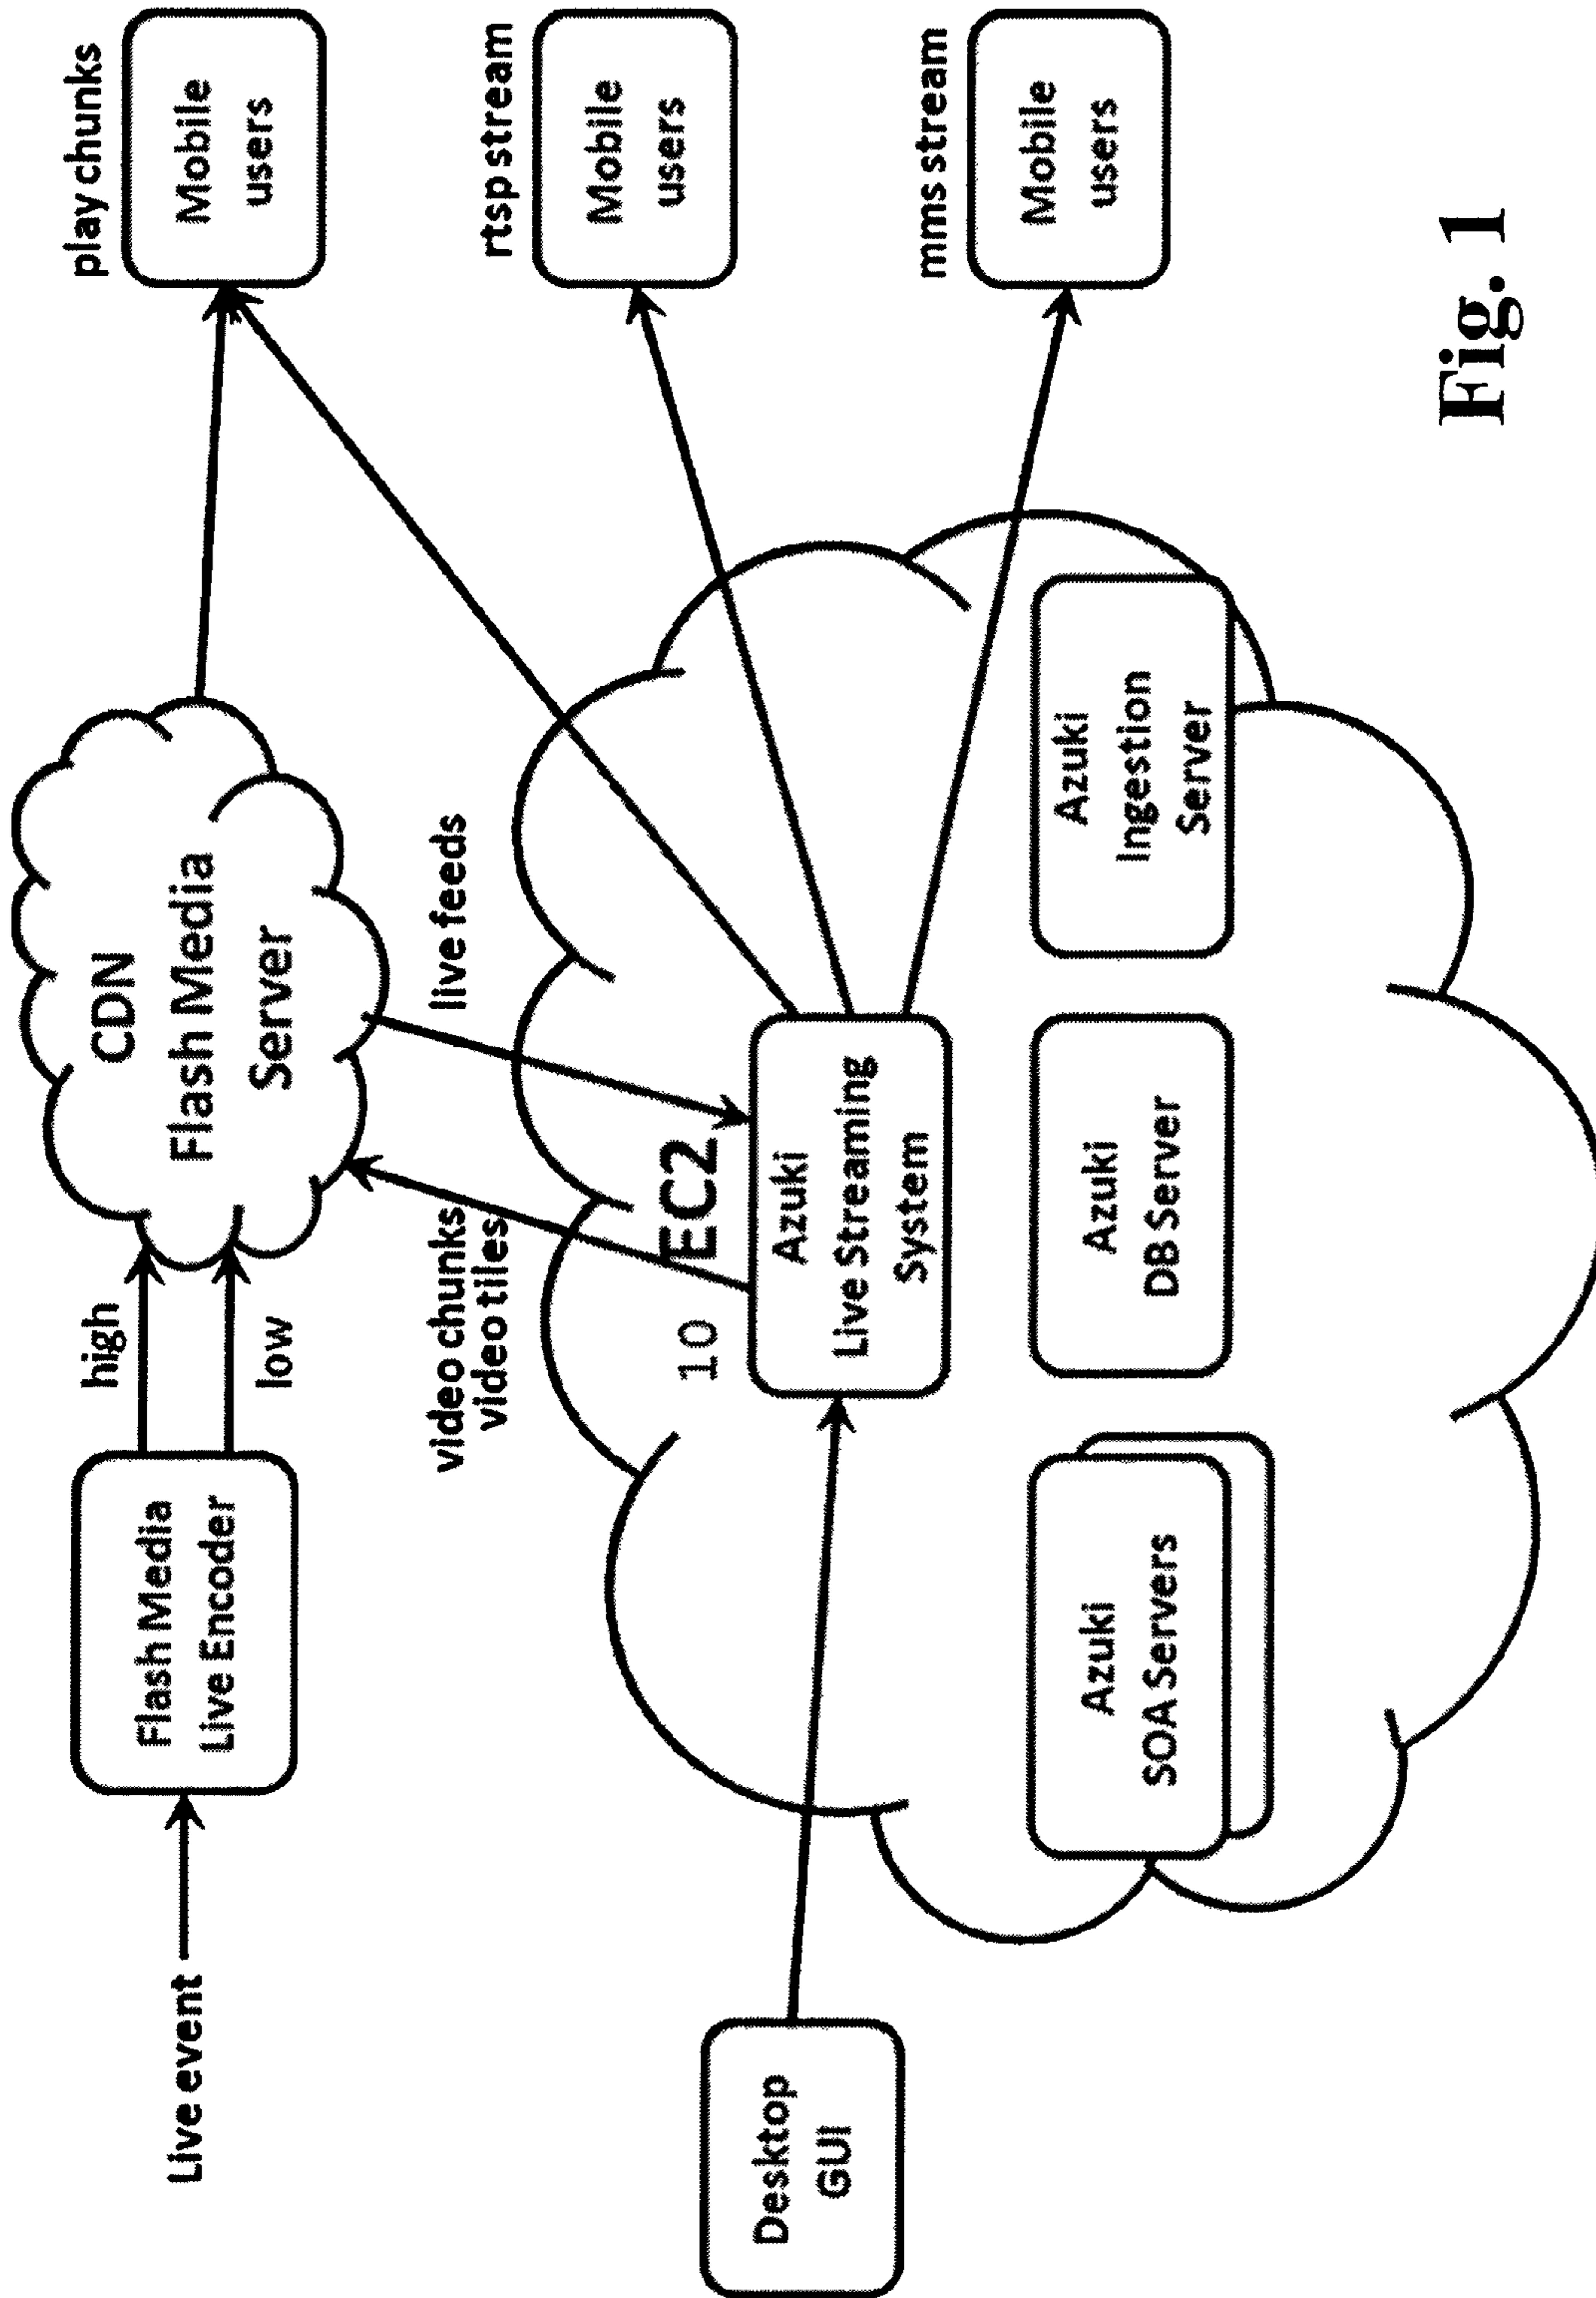 Live event
Flash Media
Live Encoder
high
low
CDN
Flash Media
Server
play chunks
Mobile
users
video chunks
video tiles
live feeds
rtsp stream
Mobile
users
Desktop
GUI
10
EC2
Azuki
Live Streaming
System
mms stream
Mobile
users
Azuki
SOA Servers
Azuki
DB Server
Azuki
Ingestion
Server
Fig. 1